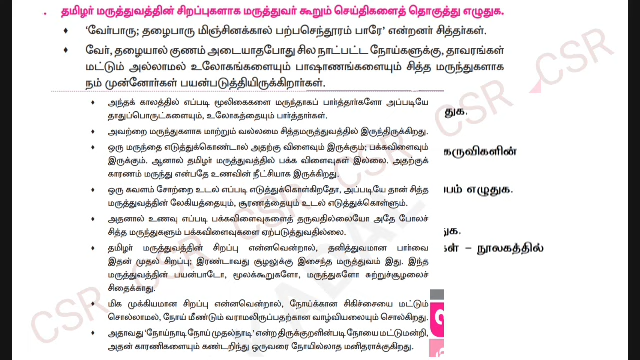 . தமிழர் மருத்துவத்தின் சிறப்புகளாக மருத்துவர் கூறும் செய்திகளைத் தொகுத்து எழுதுக.
♦ ‘வேர்பாரு; தழைபாரு மிஞ்சினக்கால் பற்பசெந்தூரம் பாரே’ என்றனர் சித்தர்கள்.
♦ வேர், தழையால் குணம் அடையாதபோது சில நாட்பட்ட நோய்களுக்கு, தாவரங்கள்
மட்டும் அல்லாமல் உலோகங்களையும் பாஷாணங்களையும் சித்த மருந்துகளாக
நம் முன்னோர்கள் பயன்படுத்தியிருக்கிறார்கள்.
♦ அந்தக் காலத்தில் எப்படி மூலிகைகளை மருந்தாகப் பார்த்தார்களோ அப்படியே
தாதுப்பொருட்களையும், உலோகத்தையும் பார்த்தார்கள்.
♦ அவற்றை மருந்துகளாக மாற்றும் வல்லமை சித்தமருத்துவத்தில் இருந்திருக்கிறது.
♦ ஒரு மருந்தை எடுத்துக்கொண்டால் அதற்கு விளைவும் இருக்கும்; பக்கவிளைவும்
இருக்கும். ஆனால் தமிழர் மருத்துவத்தில் பக்க விளைவுகள் இல்லை. அதற்குக்
காரணம் மருந்து என்பதே உணவின் நீட்சியாக இருக்கிறது.
♦ ஒரு கவளம் சோற்றை உடல் எப்படி எடுத்துக்கொள்கிறதோ, அப்படியே தான் சித்த
மருத்துவத்தின் லேகியத்தையும், சூரணத்தையும் உடல் எடுத்துக்கொள்ளும்.
♦ அதனால் உணவு எப்படி பக்கவிளைவுகளைத் தருவதில்லையோ அதே போலச்
சித்த மருந்துகளும் பக்கவிளைவுகளை ஏற்படுத்துவதில்லை.
♦ தமிழர் மருத்துவத்தின் சிறப்பு என்னவென்றால், தனித்துவமான பார்வை
இதன் முதல் சிறப்பு; இரண்டாவது சூழலுக்கு இசைந்த மருத்துவம் இது. இந்த
மருத்துவத்தின் பயன்பாடோ, மூலக்கூறுகளோ, மருந்துகளோ சுற்றுச்சூழலைச்
சிதைக்காது.
♦ மிக முக்கியமான சிறப்பு என்னவென்றால், நோய்க்கான சிகிச்சையை மட்டும்
சொல்லாமல், நோய் மீண்டும் வராமலிருப்பதற்கான வாழ்வியலையும் சொல்கிறது.
♦ அதாவது ‘நோய்நாடி நோய் முதல்நாடி’ என்ற திருக்குறளின்படி நோயை மட்டுமன்றி,
அதன் காரணிகளையும் கண்டறிந்து ஒருவரை நோயில்லாத மனிதராக்குகிறது.
துக.
கருவிகளின்
பம் எழுதுக.
துக.
கள் – நூலகத்தில்
CSR CSR
CSR CSR
CSR CSR